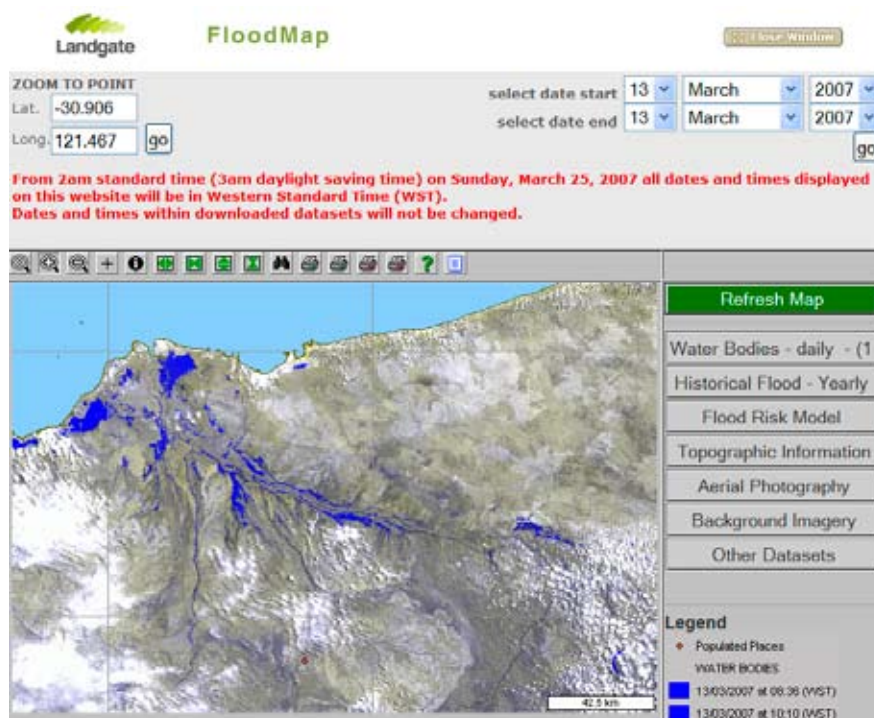 Landgate
FloodMap
Close Window
ZOOM TO POINT
Lat. -30.906
Long. 121.467 go
select date start 13 March 2007
select date end 13 March 2007
go
From 2am standard time (3am daylight saving time) on Sunday, March 25, 2007 all dates and times displayed
on this website will be in Western Standard Time (WST).
Dates and times within downloaded datasets will not be changed.
Refresh Map
Water Bodies - daily - (1
Historical Flood - Yearly
Flood Risk Model
Topographic Information
Aerial Photography
Background Imagery
Other Datasets
Legend
Populated Places
WATER BODIES
13/03/2007 at 08:36 (WST)
13/03/2007 at 10:10 (WST)
42.5 km